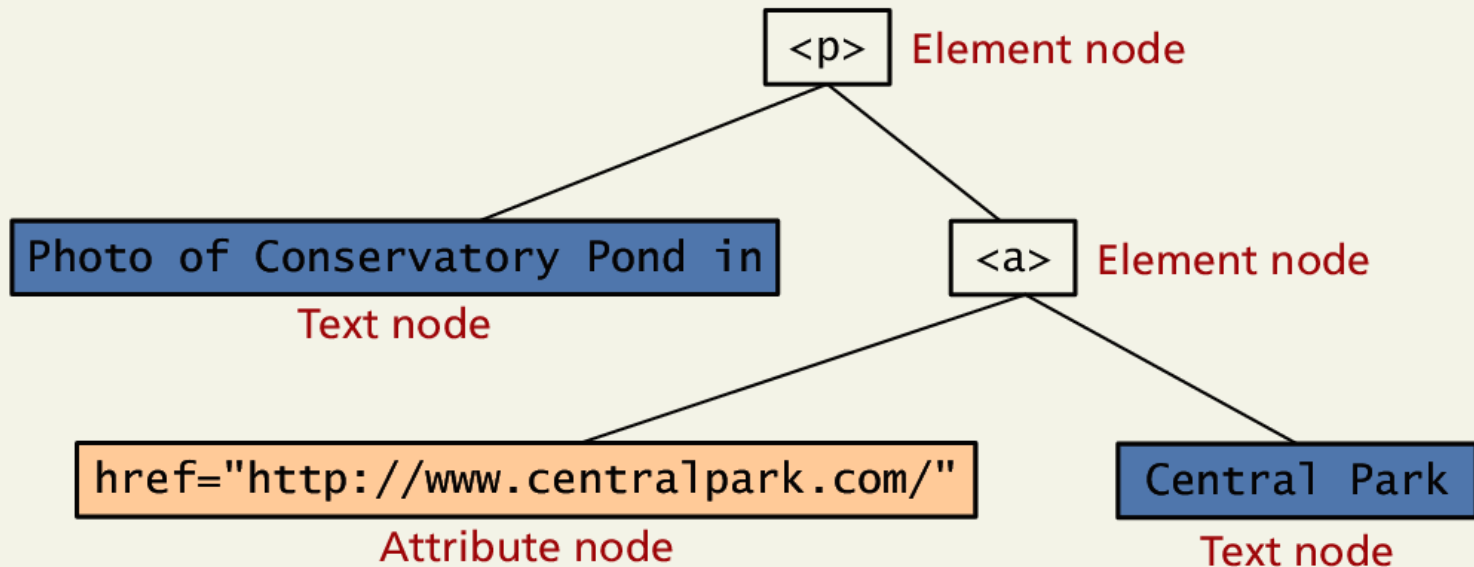 <p> Element node
Photo of Conservatory Pond in
<a> Element node
Text node
href="http://www.centralpark.com/"
Central Park
Attribute node
Text node